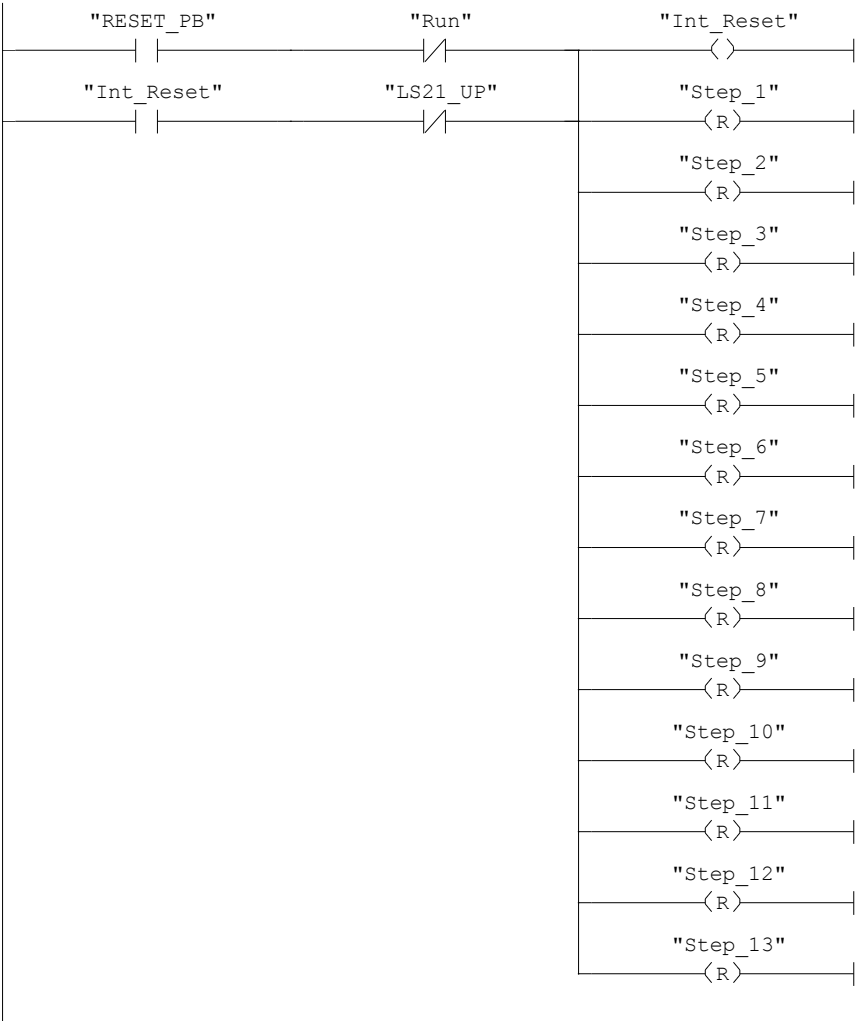 "RESET_PB" "Run" "Int_Reset"
"Int_Reset" "LS21_UP" "Step_1"
R
"Step_2"
R
"Step_3"
R
"Step_4"
R
"Step_5"
R
"Step_6"
R
"Step_7"
R
"Step_8"
R
"Step_9"
R
"Step_10"
R
"Step_11"
R
"Step_12"
R
"Step_13"
R